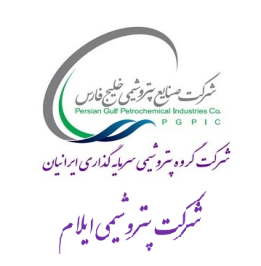 شرکت صنایع پتروشیمی خلیج فارس
Persian Gulf Petrochemical Industries Co.
PGPIC
شرکت گروه پتروشیمی سرمایه گذاری ایرانیان
شرکت پتروشیمی ایلام